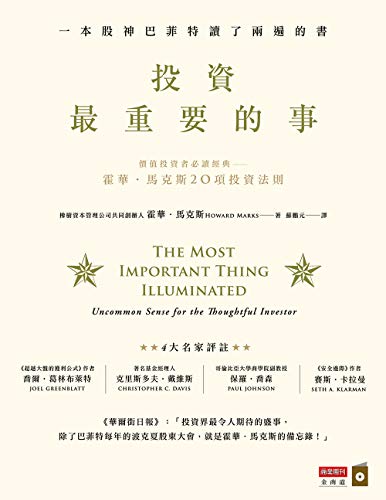 一本股神巴菲特讀了兩遍的書
投資
最重要的事
價值投資者必讀經典——
霍華・馬克斯20項投資法則
橡樹資本管理公司共同創辦人 霍華・馬克斯HOWARD MARKS——著 蘇鵬元——譯
THE MOST
IMPORTANT THING
ILLUMINATED
Uncommon Sense for the Thoughtful Investor
★★4大名家評註★★
《超越大盤的獲利公式》作者
喬爾・葛林布萊特
JOEL GREENBLATT
著名基金經理人
克里斯多夫・戴維斯
CHRISTOPHER C. DAVIS
哥倫比亞大學商學院副教授
保羅・喬森
PAUL JOHNSON
《安全邊際》作者
賽斯・卡拉曼
SETH A. KLARMAN
《華爾街日報》：「投資界最令人期待的盛事，
除了巴菲特每年的波克夏股東大會，就是霍華・馬克斯的備忘錄！」
商業周刊
金商道